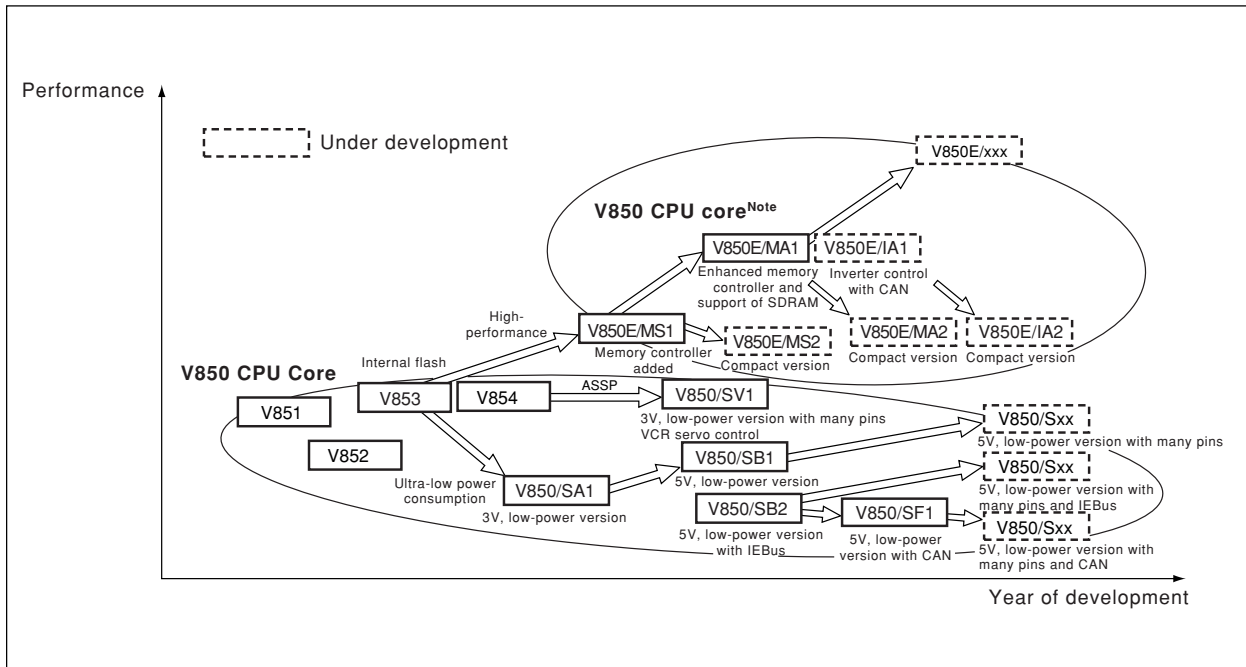 Performance
Under development
V850E/xxx
V850 CPU coreNote
V850E/MA1
V850E/IA1
Enhanced memory
controller and
support of SDRAM
Inverter control
with CAN
High-
performance
V850E/MS1
V850E/MS2
V850E/MA2
V850E/IA2
Memory controller
added
Compact version
Compact version
Compact version
Internal flash
V850 CPU Core
V851
V853
V854
ASSP
V850/SV1
3V, low-power version with many pins
VCR servo control
V850/Sxx
5V, low-power version with many pins
V852
V850/SB1
5V, low-power version
V850/Sxx
5V, low-power version with
many pins and IEBus
Ultra-low power
consumption
V850/SA1
3V, low-power version
V850/SB2
5V, low-power version
with IEBus
V850/SF1
5V, low-power
version with CAN
V850/Sxx
5V, low-power version with
many pins and CAN
Year of development